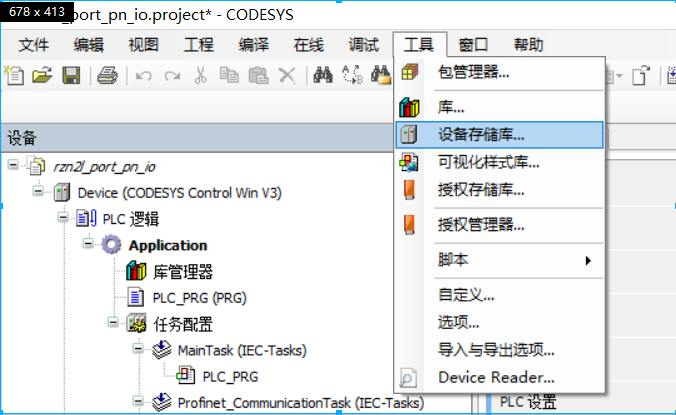 678 x 413
_port_pn_io.project* - CODESYS
文件 编辑 视图 工程 编译 在线 调试 工具 窗口 帮助
包管理器...
库...
设备存储库...
可视化样式库...
授权存储库...
授权管理器...
脚本
自定义...
选项...
导入与导出选项...
Device Reader...
设备
rzn2l_port_pn_io
Device (CODESYS Control Win V3)
PLC 逻辑
Application
库管理器
PLC_PRG (PRG)
任务配置
MainTask (IEC-Tasks)
PLC_PRG
Profinet_CommunicationTask (IEC-Tasks)
PLC 设置